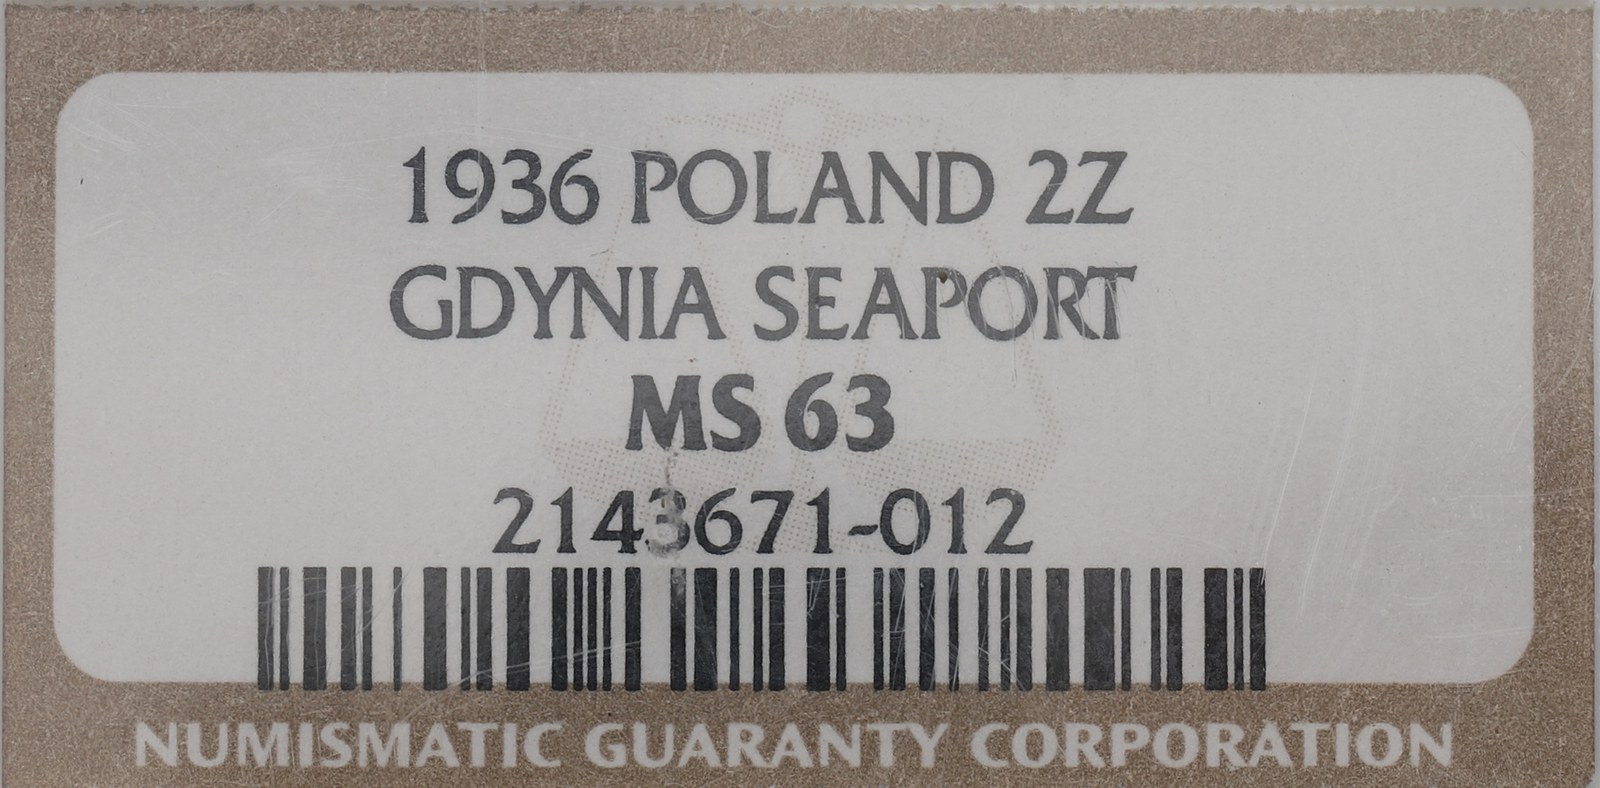 1936 POLAND 2Z
GDYNIA SEAPORT
MS 63
2143671-012
NUMISMATIC GUARANTY CORPORATION